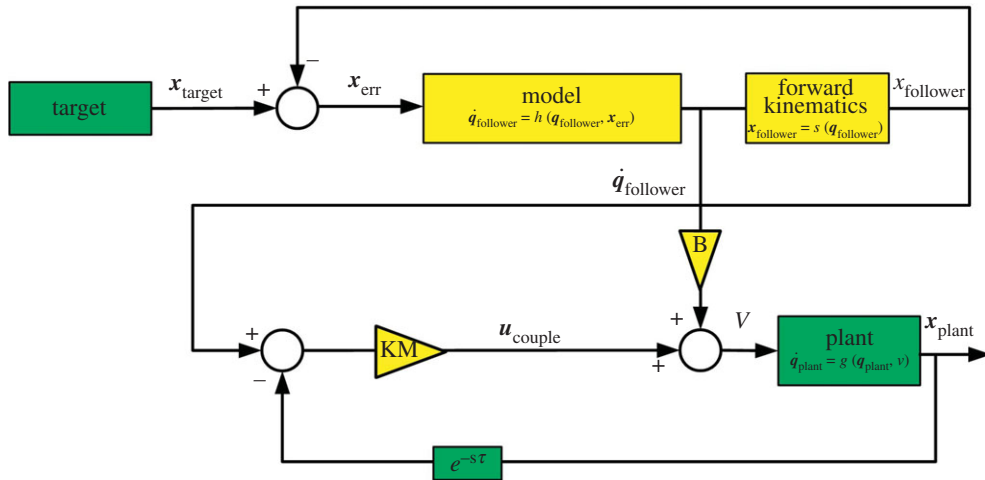 −
target
x_target
+
x_err
model
q̇_follower = h (q_follower, x_err)
forward
kinematics
x_follower = s (q_follower)
x_follower
q̇_follower
B
+
−
KM
u_couple
+
+
V
plant
q̇_plant = g (q_plant, v)
x_plant
e^−sτ